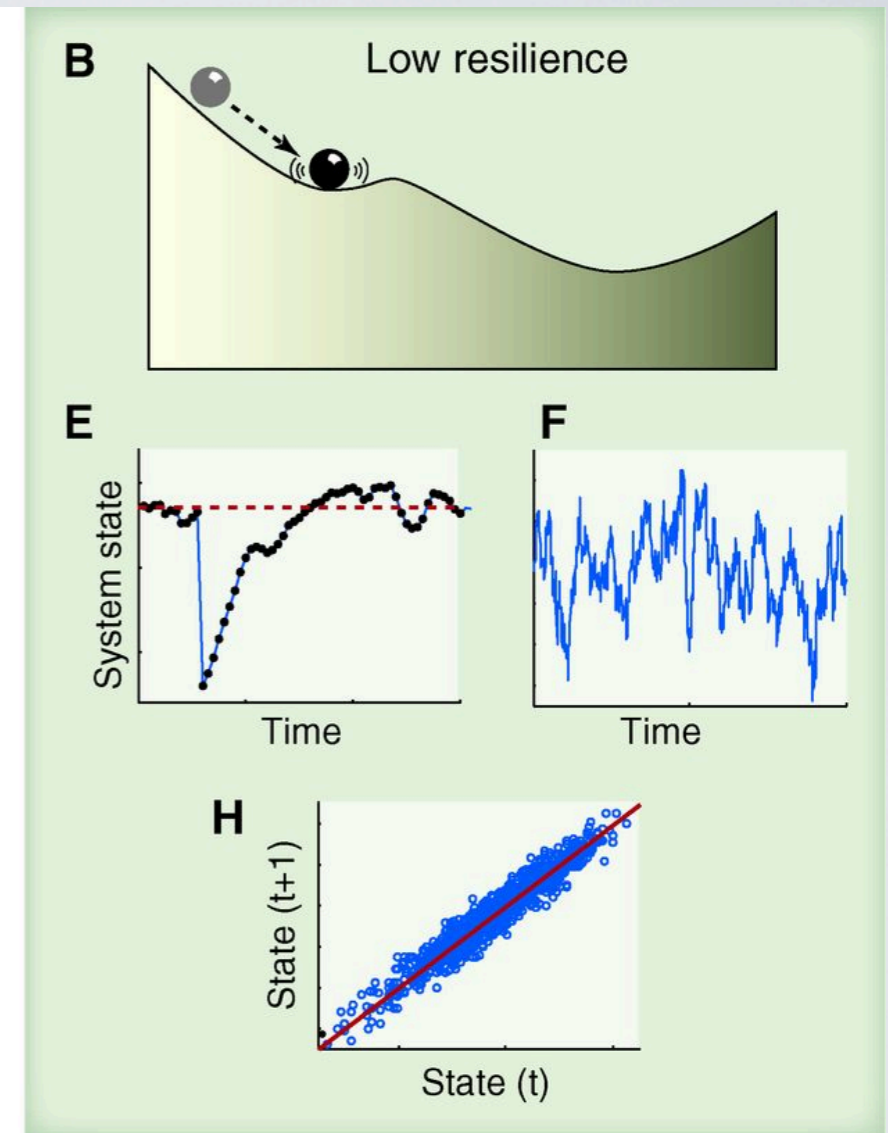 B
Low resilience
E
F
System state
Time
Time
H
State (t+1)
State (t)